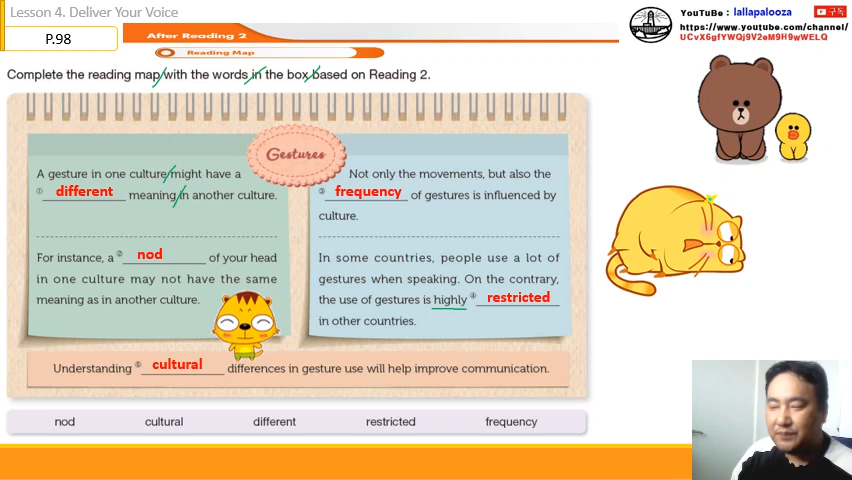 Lesson 4. Deliver Your Voice
P.98
After Reading 2
Reading Map
YouTuBe : lallapalooza
구독
https://www.youtube.com/channel/
UCvX6gfYWQj9V2eM9H9wWELQ
Complete the reading map with the words in the box based on Reading 2.
Gestures
A gesture in one culture might have a
① different meaning in another culture.
For instance, a ② nod of your head
in one culture may not have the same
meaning as in another culture.
Not only the movements, but also the
③ frequency of gestures is influenced by
culture.
In some countries, people use a lot of
gestures when speaking. On the contrary,
the use of gestures is highly ④ restricted
in other countries.
Understanding ⑤ cultural differences in gesture use will help improve communication.
nod cultural different restricted frequency